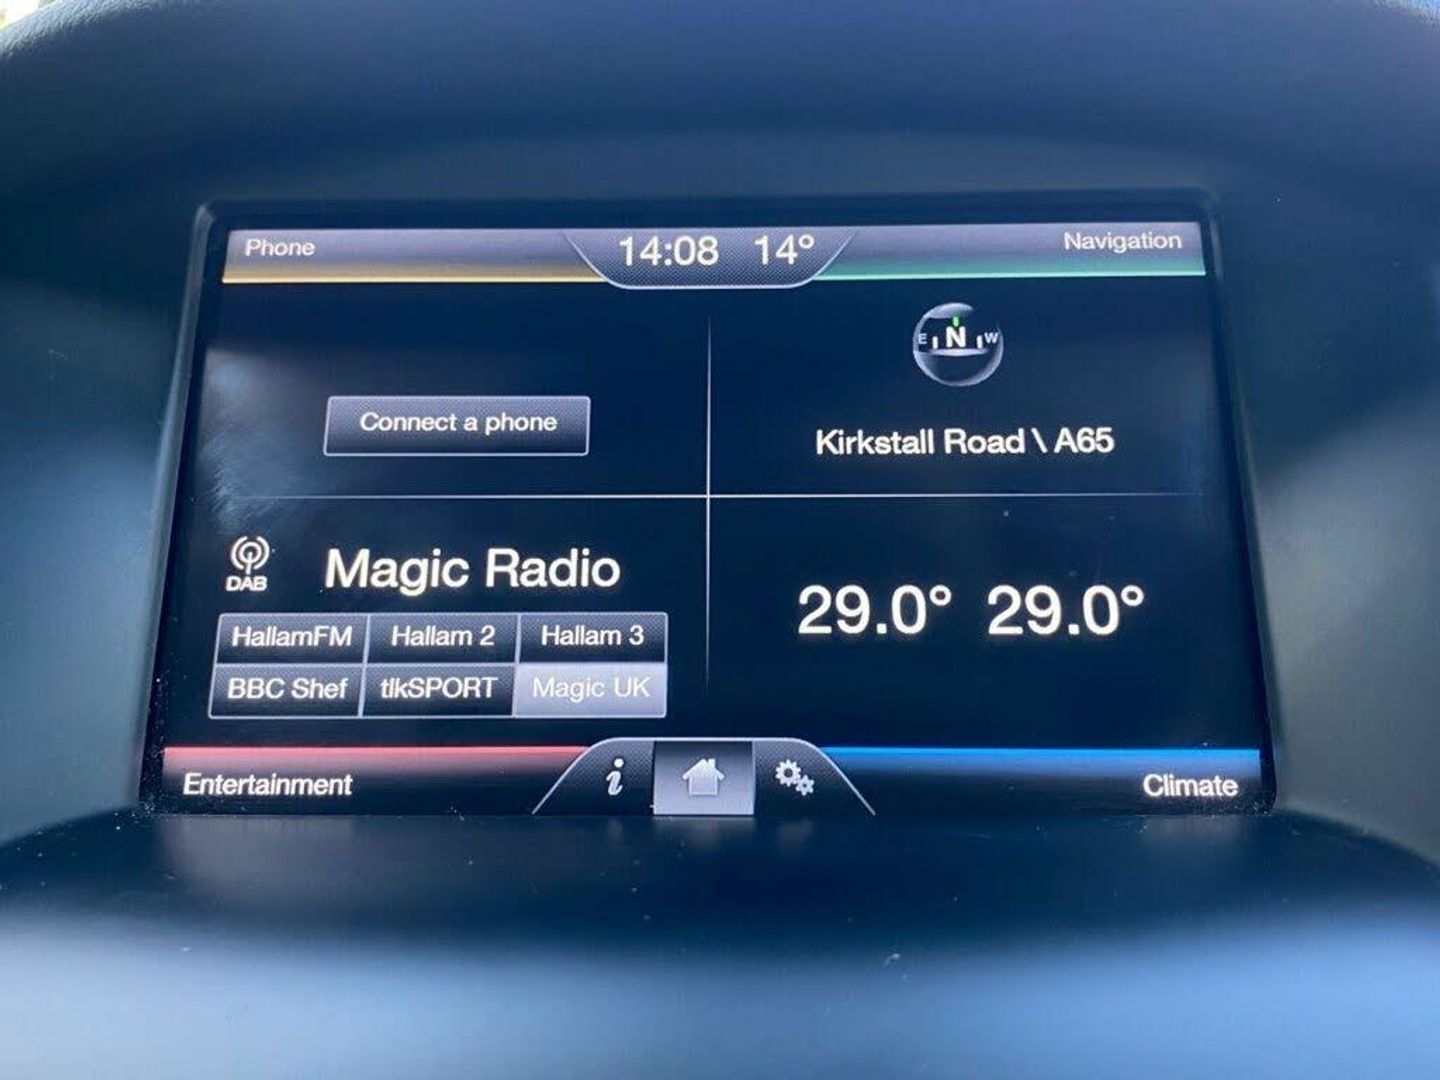 Phone
14:08 14°
Navigation
E N W
Connect a phone
Kirkstall Road \ A65
DAB
Magic Radio
29.0° 29.0°
HallamFM Hallam 2 Hallam 3
BBC Shef tlkSPORT Magic UK
Entertainment
i
Climate